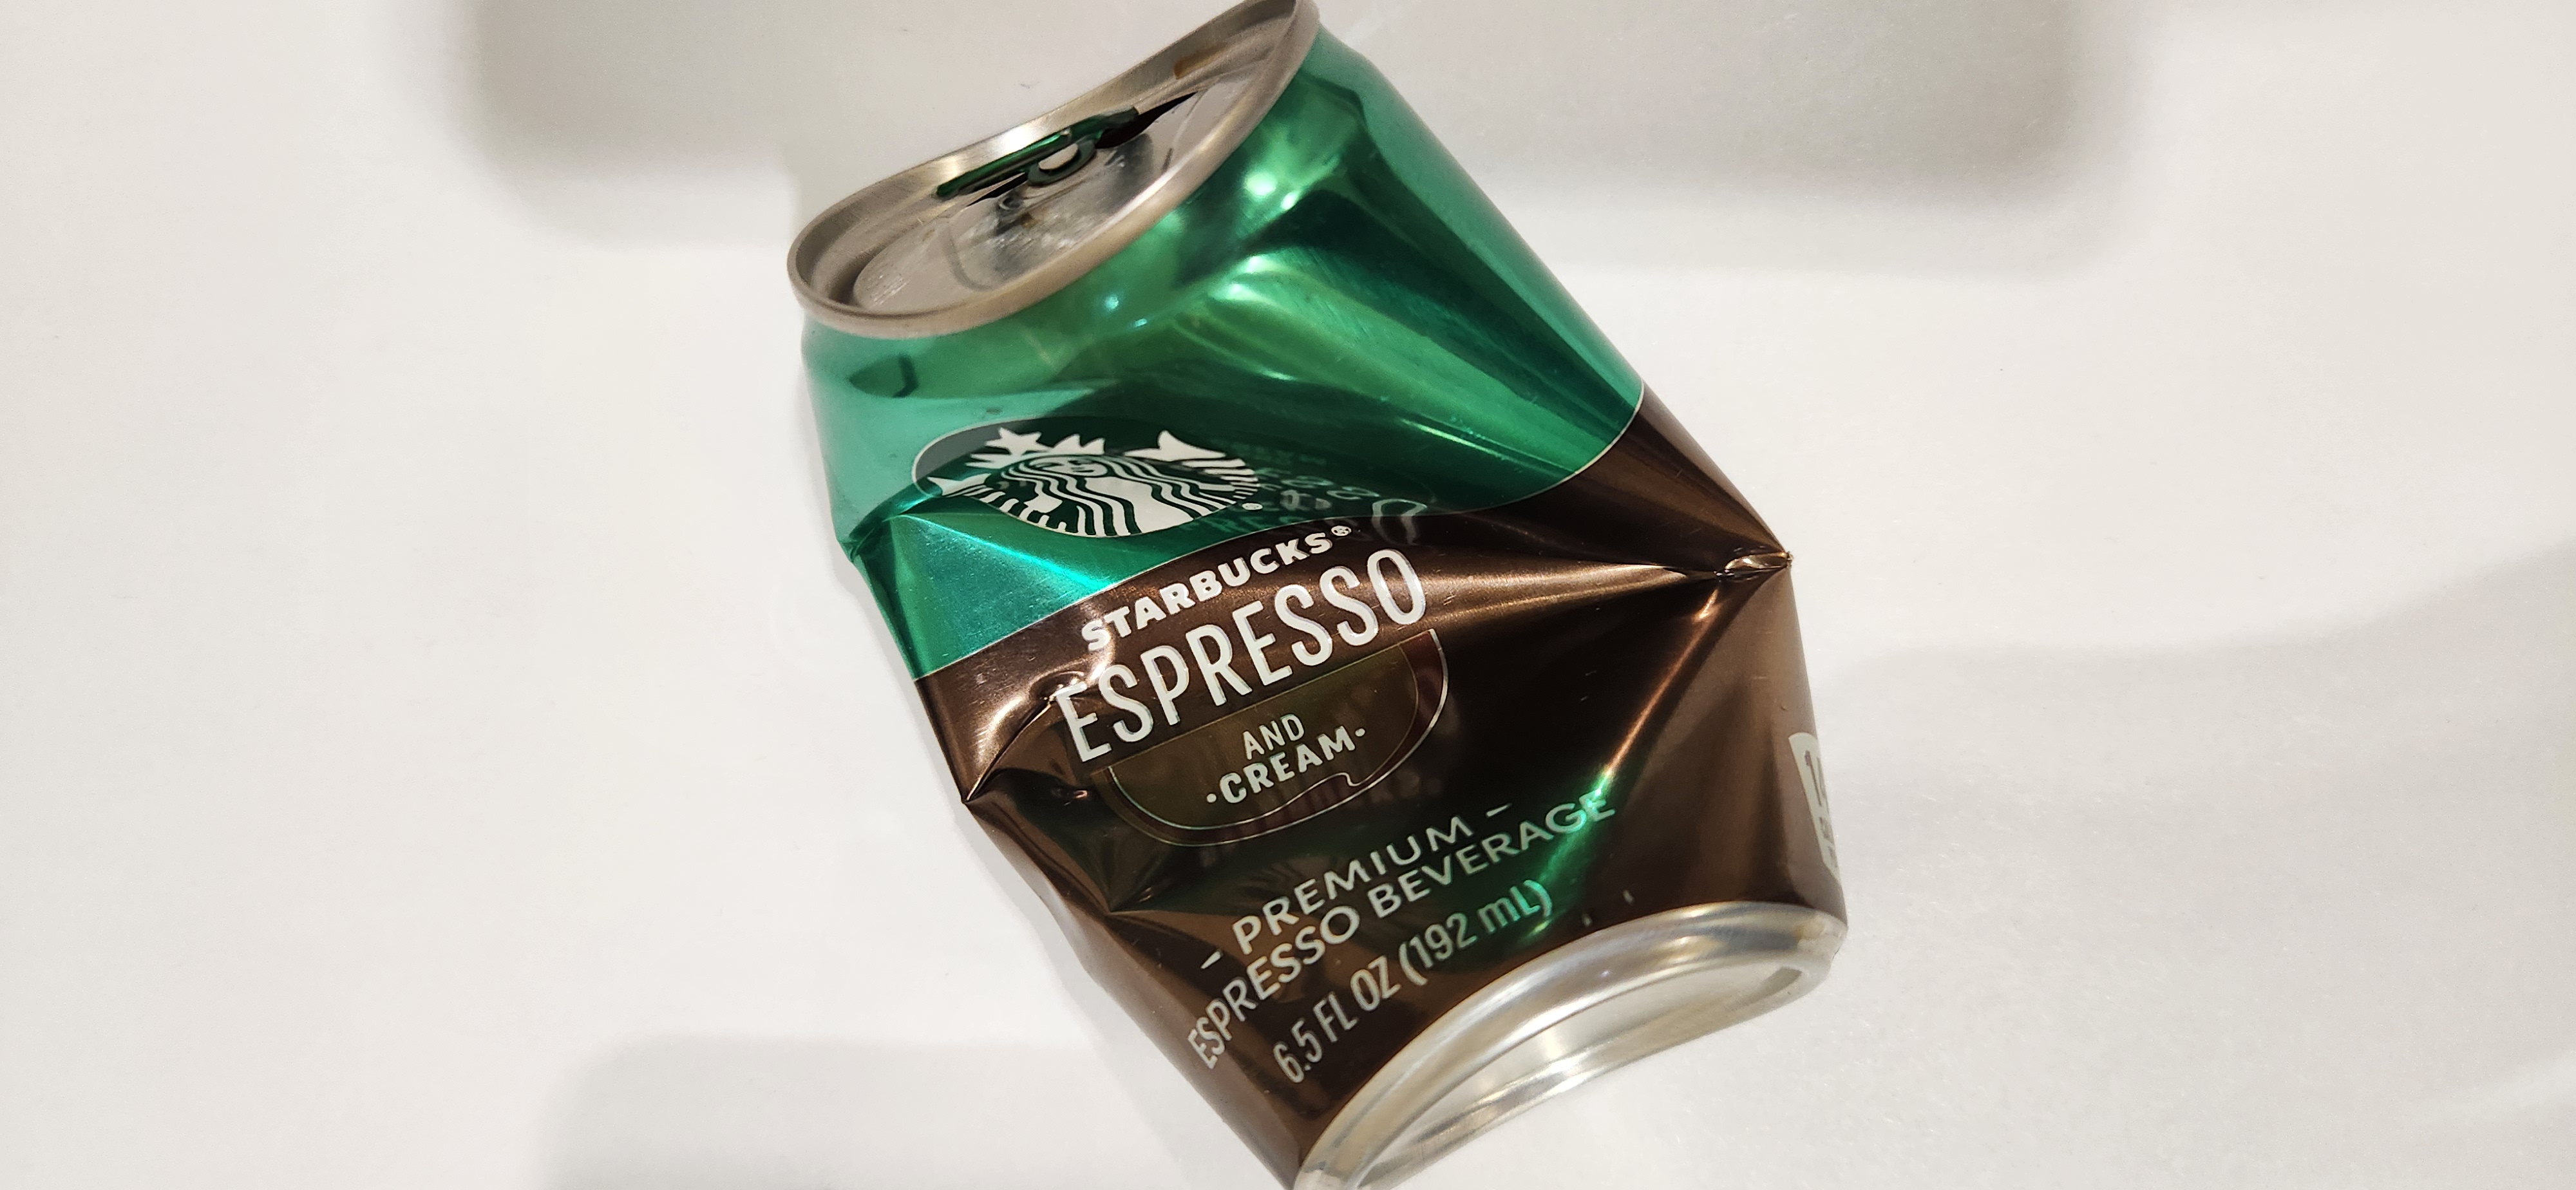 STARBUCKS®
ESPRESSO
AND
·CREAM·
– PREMIUM –
ESPRESSO BEVERAGE
6.5 FL OZ (192 mL)